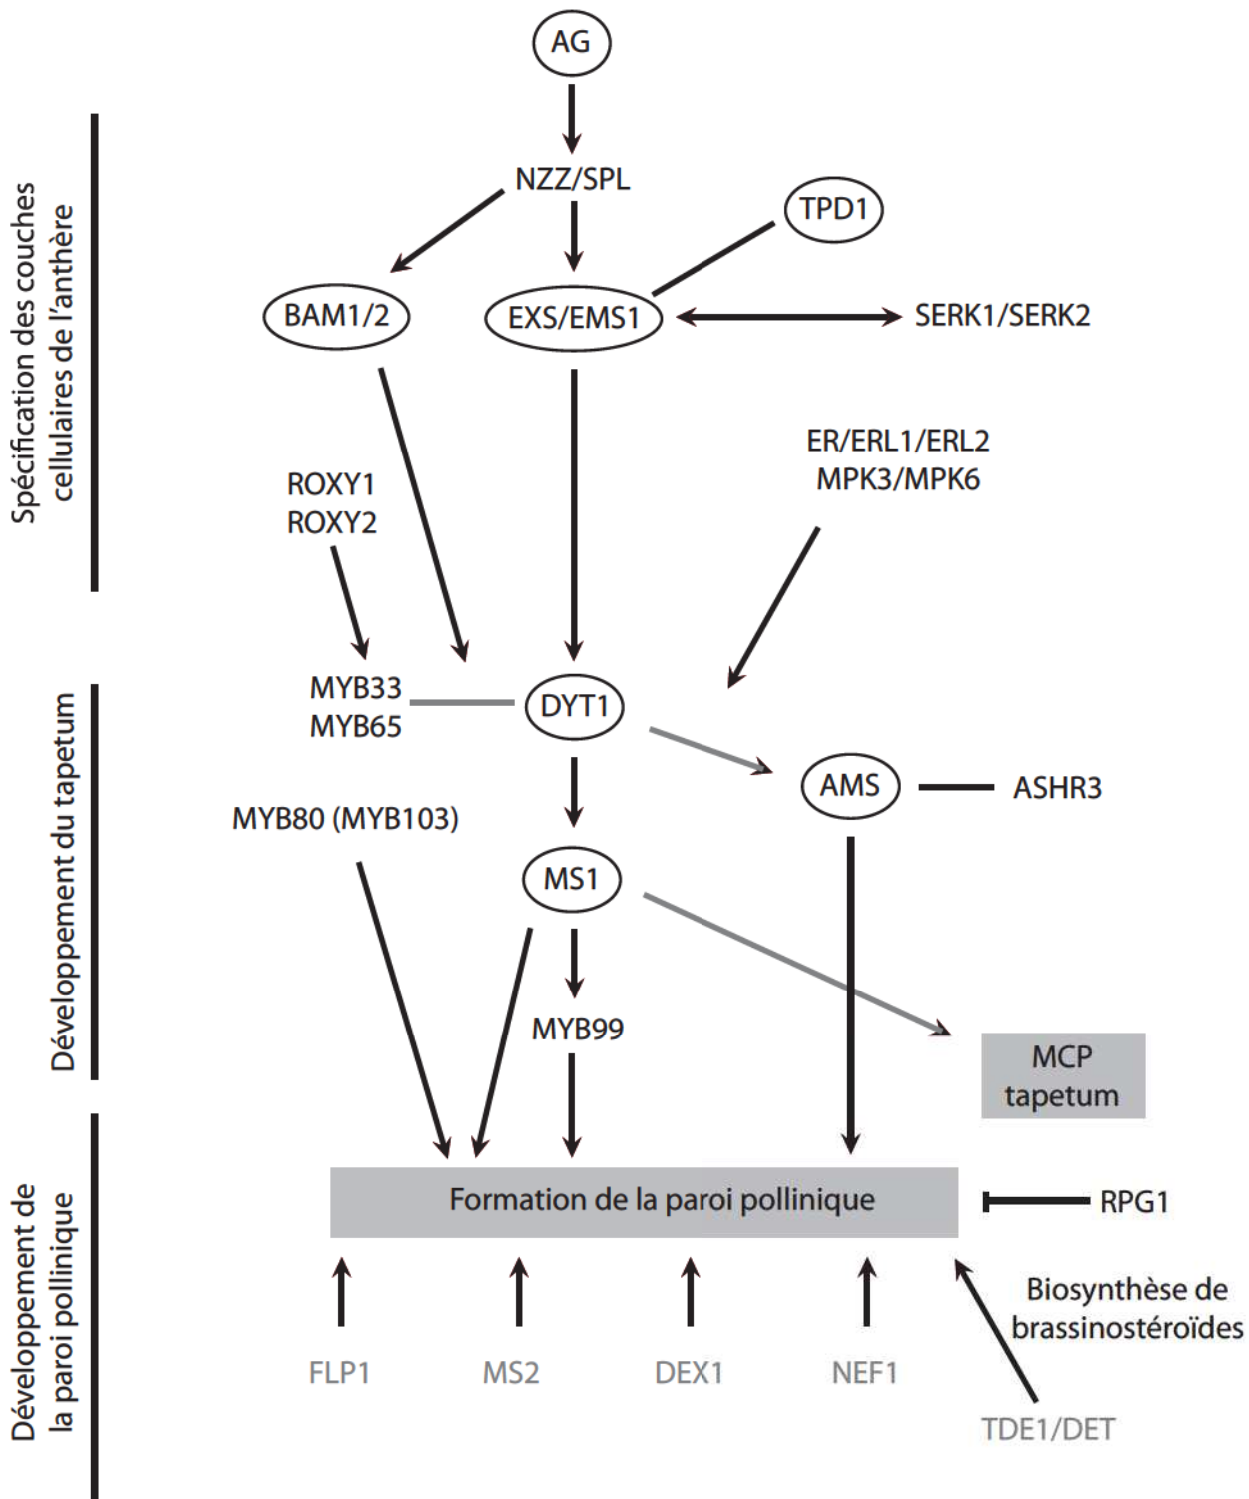 AG
NZZ/SPL
TPD1
BAM1/2
EXS/EMS1
SERK1/SERK2
Spécification des couches
cellulaires de l'anthère
ER/ERL1/ERL2
MPK3/MPK6
ROXY1
ROXY2
MYB33
MYB65
DYT1
AMS
ASHR3
MYB80 (MYB103)
MS1
Développement du tapetum
MYB99
MCP
tapetum
Formation de la paroi pollinique
RPG1
Développement de
la paroi pollinique
Biosynthèse de
brassinostéroïdes
FLP1
MS2
DEX1
NEF1
TDE1/DET